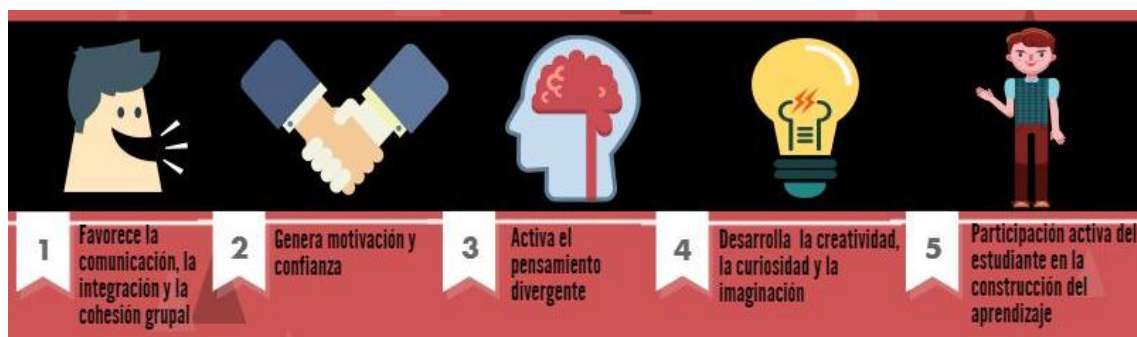 1
Favorece la
comunicación, la
integración y la
cohesión grupal
2
Genera motivación y
confianza
3
Activa el
pensamiento
divergente
4
Desarrolla la creatividad,
la curiosidad y la
imaginación
5
Participación activa del
estudiante en la
construcción del
aprendizaje